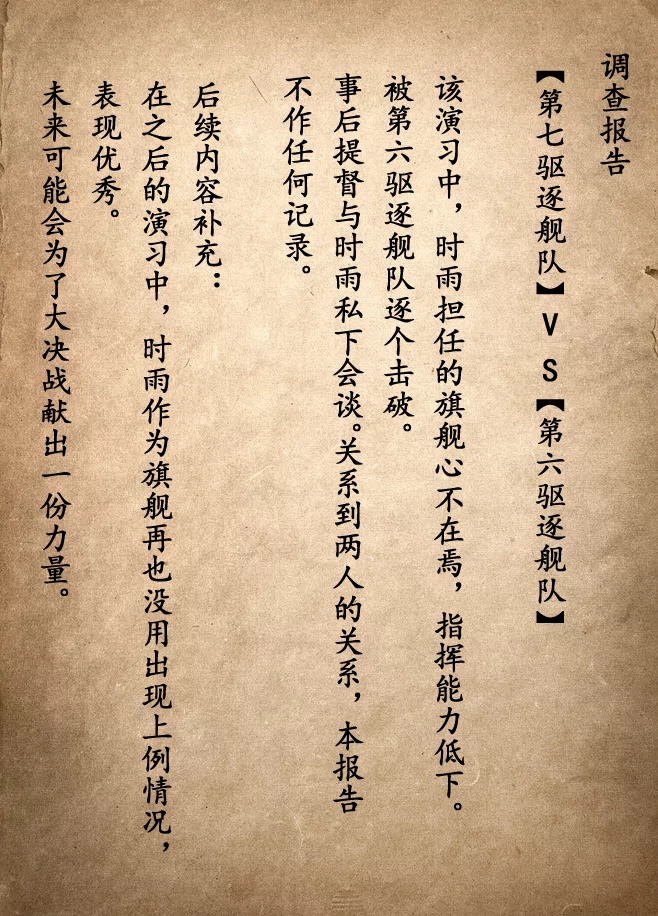 调查报告
【第七驱逐舰队】VS【第六驱逐舰队】
该演习中，时雨担任的旗舰心不在焉，指挥能力低下。
被第六驱逐舰队逐个击破。
事后提督与时雨私下会谈。关系到两人的关系，本报告
不作任何记录。
后续内容补充：
在之后的演习中，时雨作为旗舰再也没用出现上例情况，
表现优秀。
未来可能会为了大决战献出一份力量。